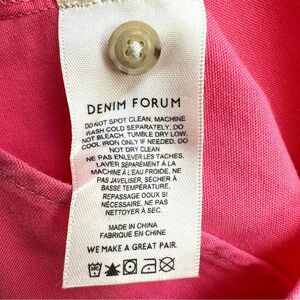 DENIM FORUM
DO NOT SPOT CLEAN, MACHINE
WASH COLD SEPARATELY, DO
NOT BLEACH, TUMBLE DRY LOW,
COOL IRON ONLY IF NEEDED, DO
NOT DRY CLEAN
NE PAS ENLEVER LES TACHES,
LAVER SEPARÉMENT À LA
MACHINE À L'EAU FROIDE, NE
PAS JAVELISER, SÉCHER À
BASSE TEMPÉRATURE,
REPASSAGE DOUX SI
NÉCESSAIRE, NE PAS
NETTOYER À SEC.
MADE IN CHINA
FABRIQUÉ EN CHINE
WE MAKE A GREAT PAIR.